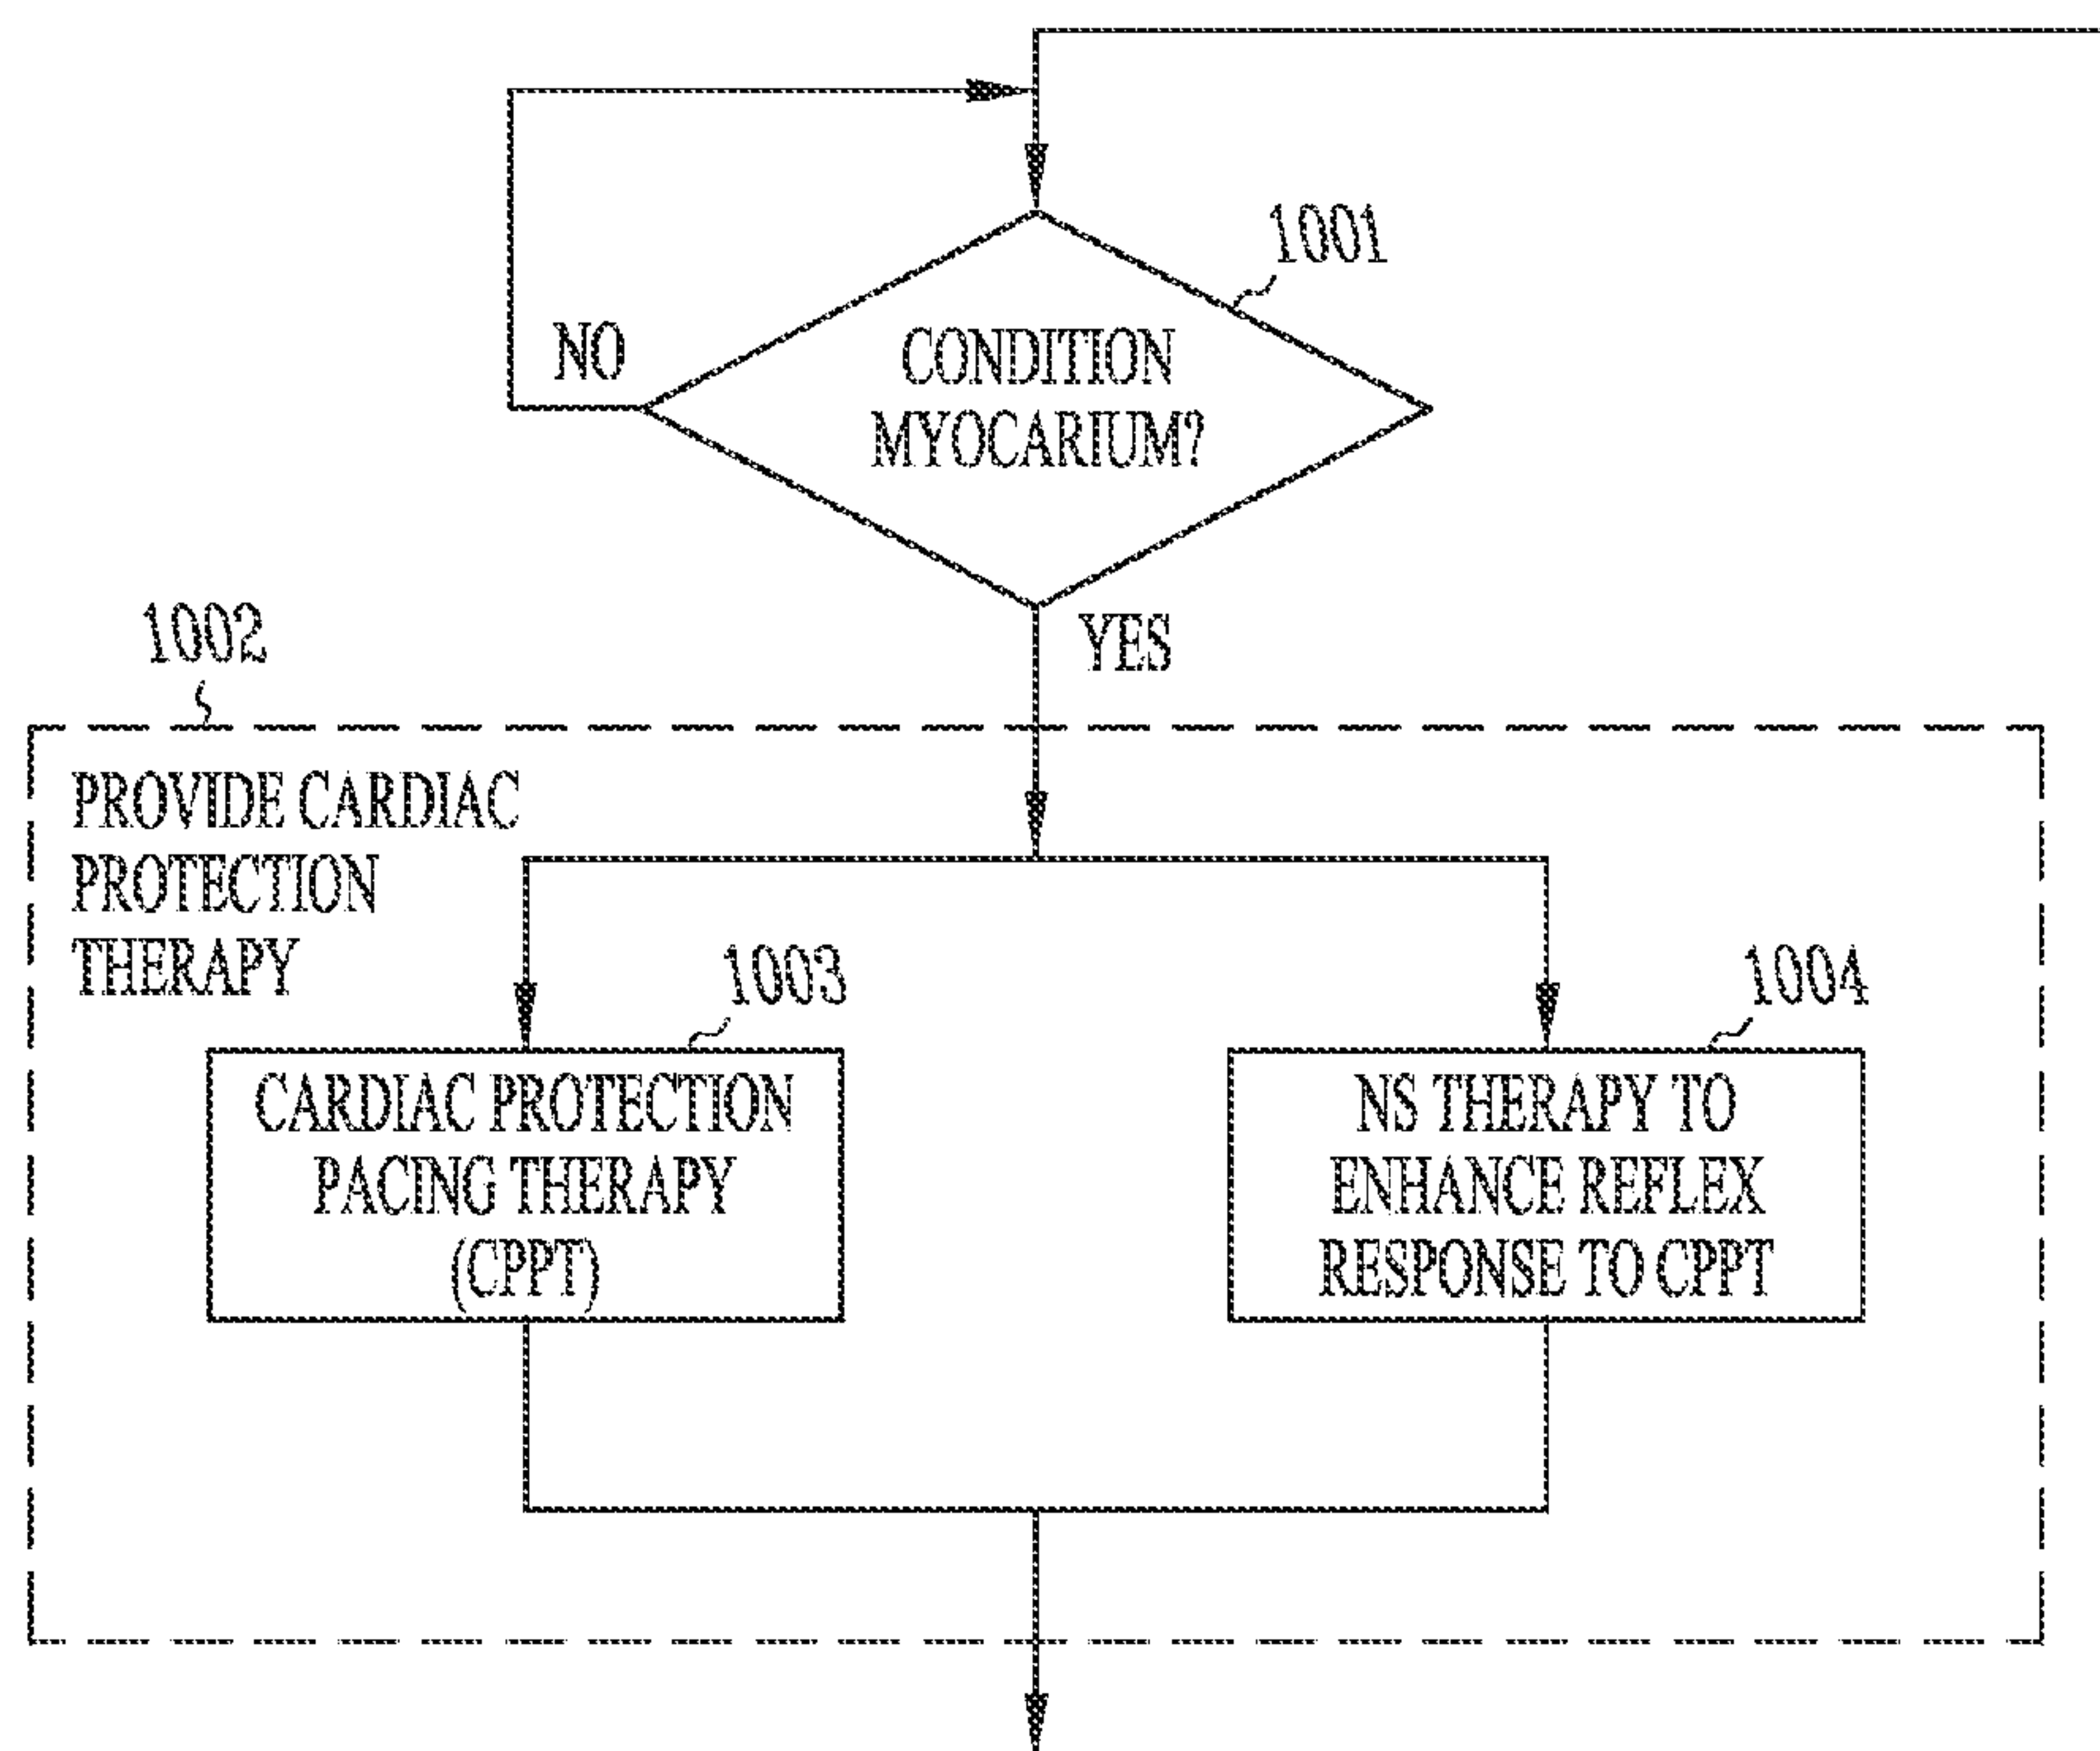 1001
NO
CONDITION
MYOCARIUM?
YES
1002
PROVIDE CARDIAC
PROTECTION
THERAPY
1003
CARDIAC PROTECTION
PACING THERAPY
(CPPT)
1004
NS THERAPY TO
ENHANCE REFLEX
RESPONSE TO CPPT